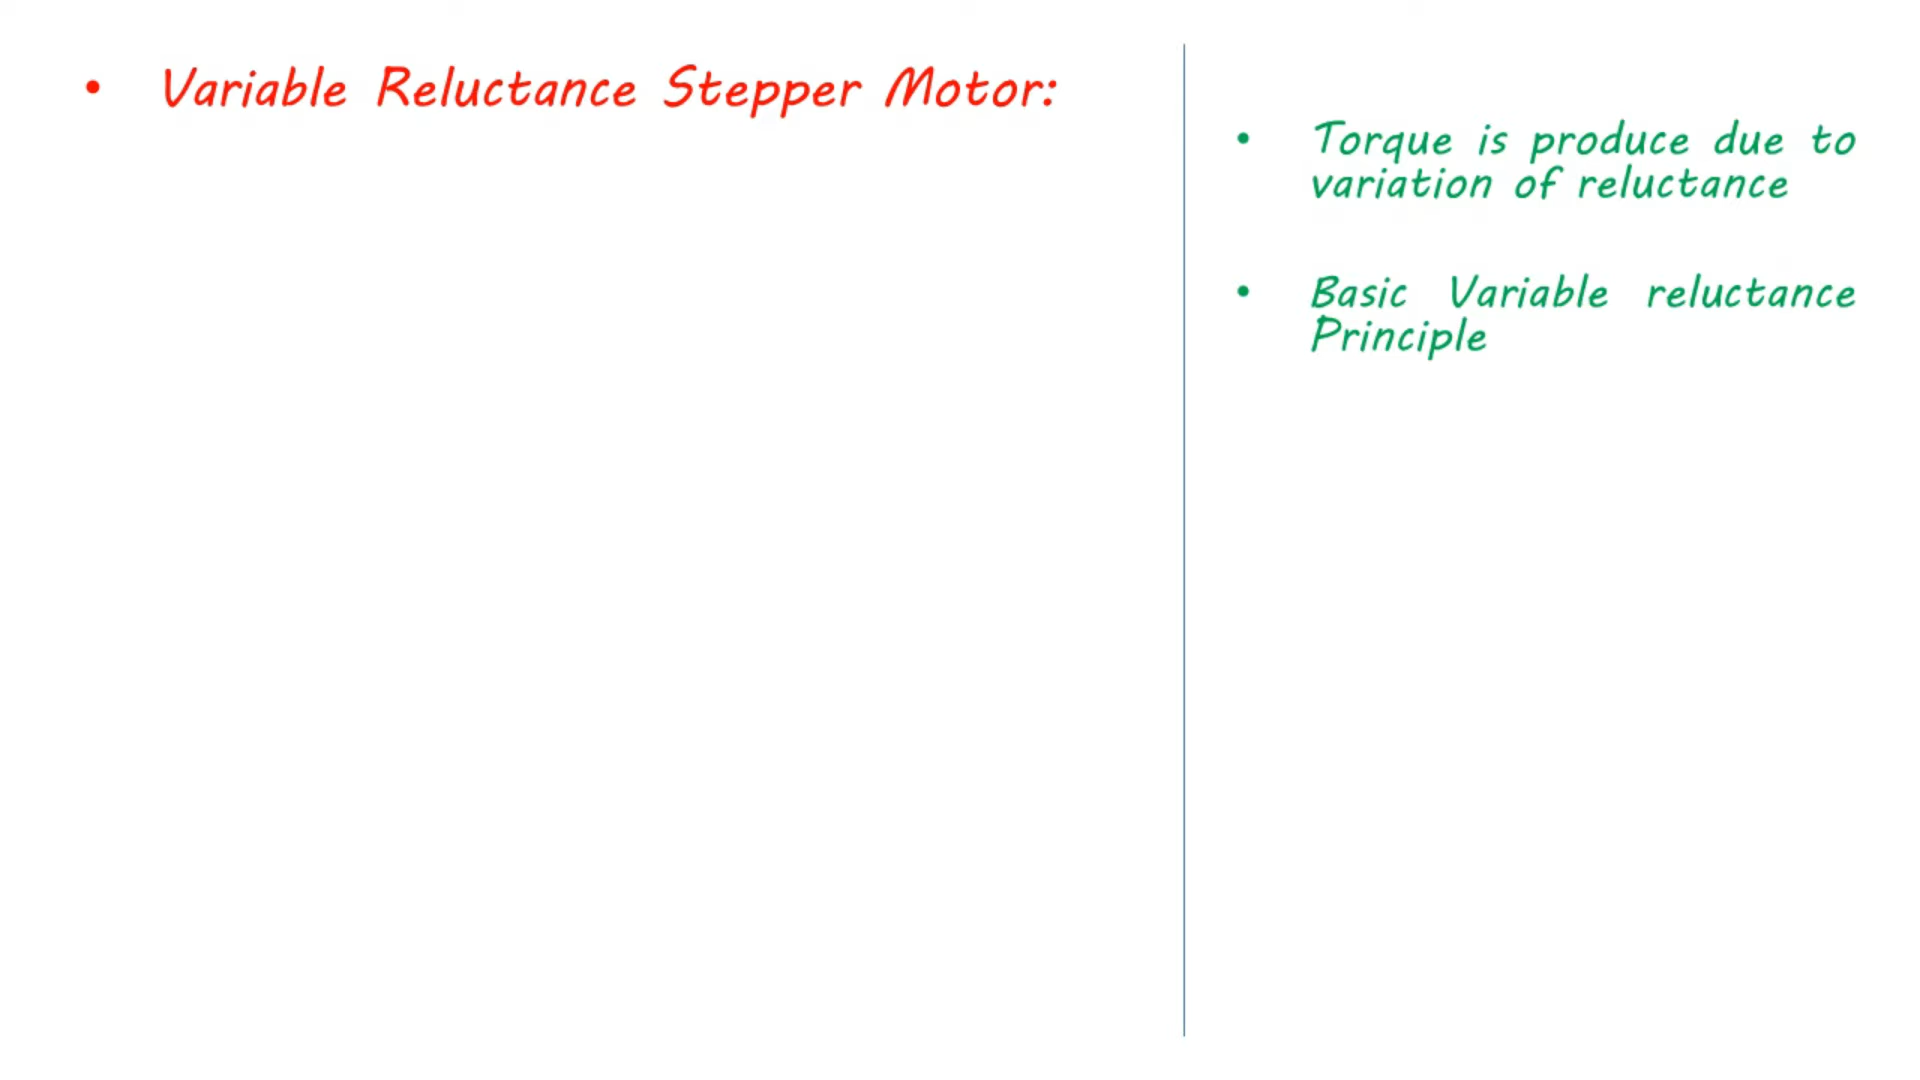 • Variable Reluctance Stepper Motor:
• Torque is produce due to
variation of reluctance
• Basic Variable reluctance
Principle